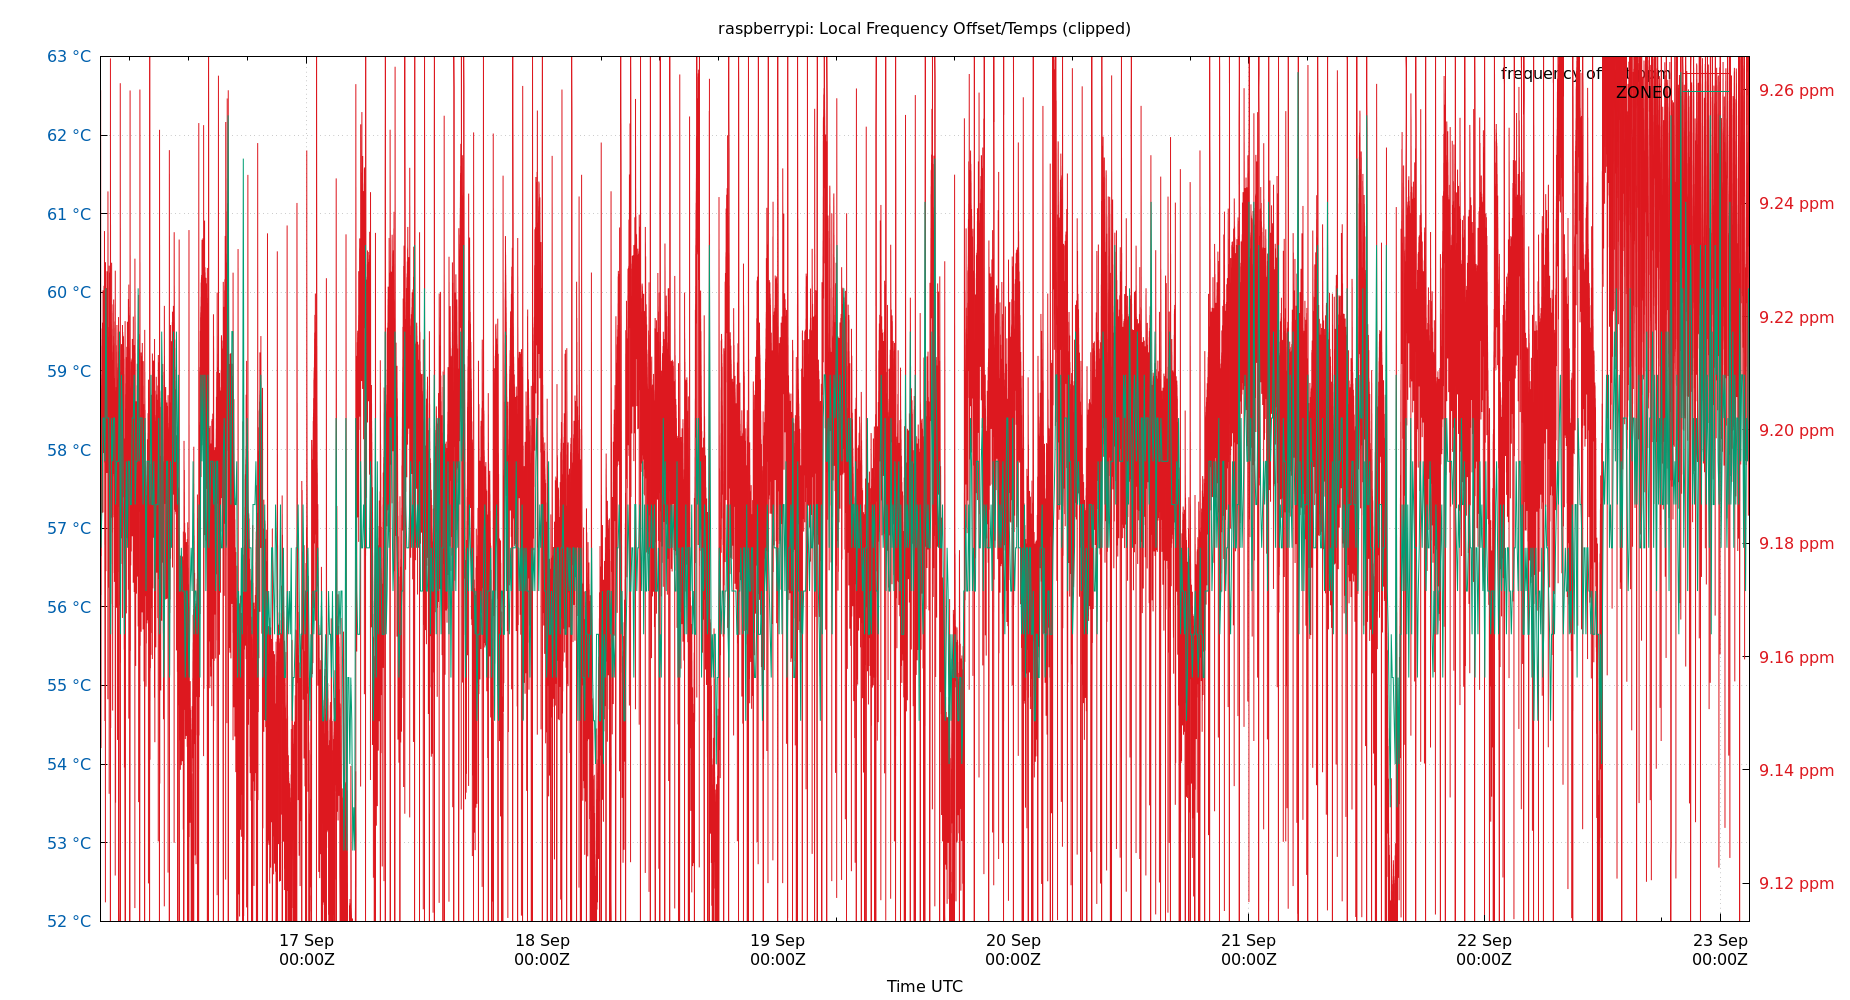 raspberrypi: Local Frequency Offset/Temps (clipped)
63 °C
62 °C
61 °C
60 °C
59 °C
58 °C
57 °C
56 °C
55 °C
54 °C
53 °C
52 °C
frequency of
ZONE0
9.26 ppm
9.24 ppm
9.22 ppm
9.20 ppm
9.18 ppm
9.16 ppm
9.14 ppm
9.12 ppm
17 Sep
00:00Z
18 Sep
00:00Z
19 Sep
00:00Z
20 Sep
00:00Z
21 Sep
00:00Z
22 Sep
00:00Z
23 Sep
00:00Z
Time UTC